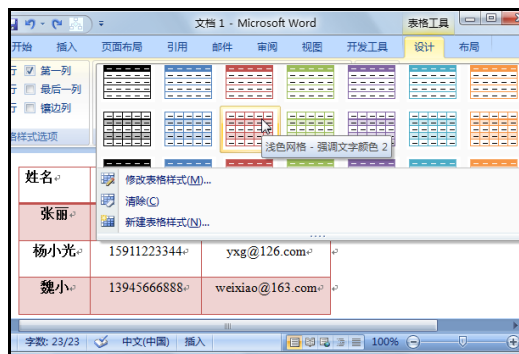 文档 1 - Microsoft Word
表格工具
开始 插入 页面布局 引用 邮件 审阅 视图 开发工具 设计 布局
行 第一列
行 最后一列
行 镶边列
格样式选项
浅色网格 - 强调文字颜色 2
修改表格样式(M)...
清除(C)
新建表格样式(N)...
姓名
张丽
杨小光 15911223344 yxg@126.com
魏小 13945666888 weixiao@163.com
字数: 23/23 中文(中国) 插入 100%